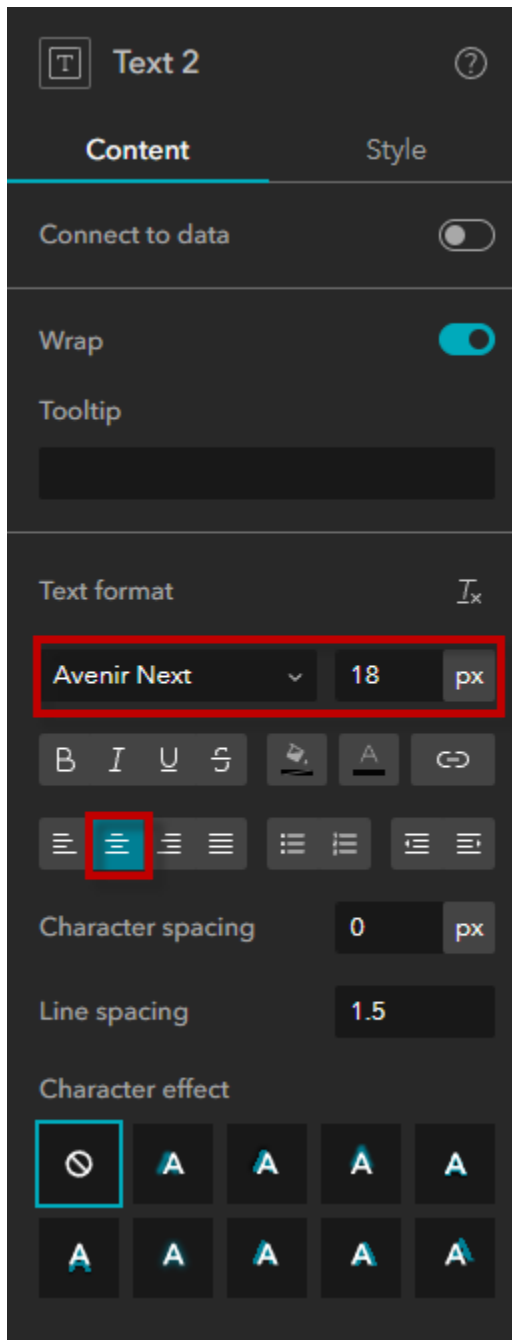 T Text 2 ?
Content Style
Connect to data
Wrap
Tooltip
Text format Tx
Avenir Next 18 px
B I U S A
Character spacing 0 px
Line spacing 1.5
Character effect
A A A A
A A A A A